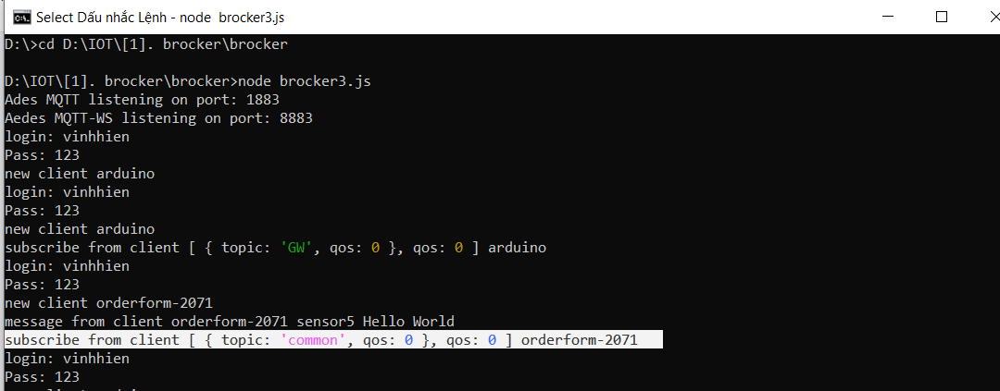 Select Dấu nhắc Lệnh - node  brocker3.js
D:\>cd D:\IOT\[1]. brocker\brocker
D:\IOT\[1]. brocker\brocker>node brocker3.js
Ades MQTT listening on port: 1883
Aedes MQTT-WS listening on port: 8883
login: vinhhien
Pass: 123
new client arduino
login: vinhhien
Pass: 123
new client arduino
subscribe from client [ { topic: 'GW', qos: 0 }, qos: 0 ] arduino
login: vinhhien
Pass: 123
new client orderform-2071
message from client orderform-2071 sensor5 Hello World
subscribe from client [ { topic: 'common', qos: 0 }, qos: 0 ] orderform-2071
login: vinhhien
Pass: 123